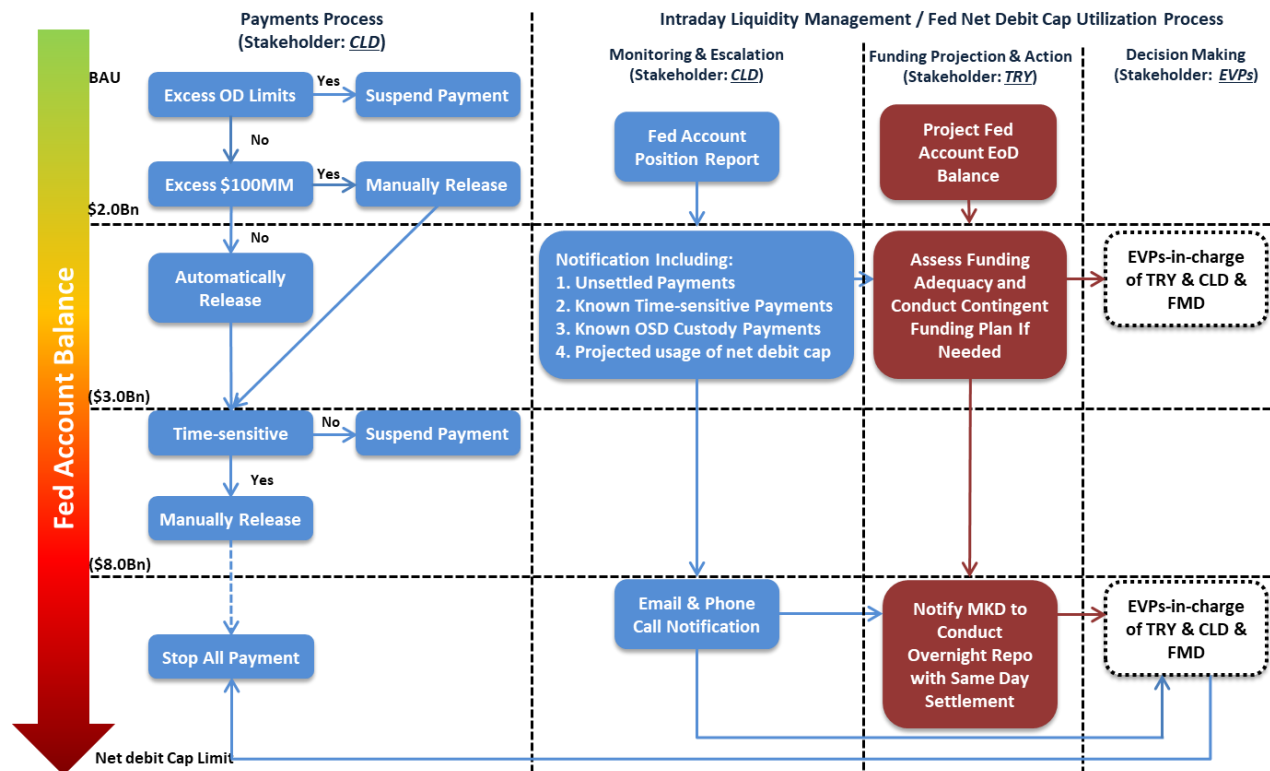 Payments Process
(Stakeholder: CLD)
Intraday Liquidity Management / Fed Net Debit Cap Utilization Process
Monitoring & Escalation
(Stakeholder: CLD)
Funding Projection & Action
(Stakeholder: TRY)
Decision Making
(Stakeholder: EVPs)
Fed Account Balance
BAU
Excess OD Limits
Yes
Suspend Payment
No
Excess $100MM
Yes
Manually Release
Fed Account
Position Report
Project Fed
Account EoD
Balance
$2.0Bn
No
Automatically
Release
Notification Including:
1. Unsettled Payments
2. Known Time-sensitive Payments
3. Known OSD Custody Payments
4. Projected usage of net debit cap
Assess Funding
Adequacy and
Conduct Contingent
Funding Plan If
Needed
EVPs-in-charge
of TRY & CLD &
FMD
($3.0Bn)
Time-sensitive
No
Suspend Payment
Yes
Manually Release
($8.0Bn)
Stop All Payment
Email & Phone
Call Notification
Notify MKD to
Conduct
Overnight Repo
with Same Day
Settlement
EVPs-in-charge
of TRY & CLD &
FMD
Net debit Cap Limit